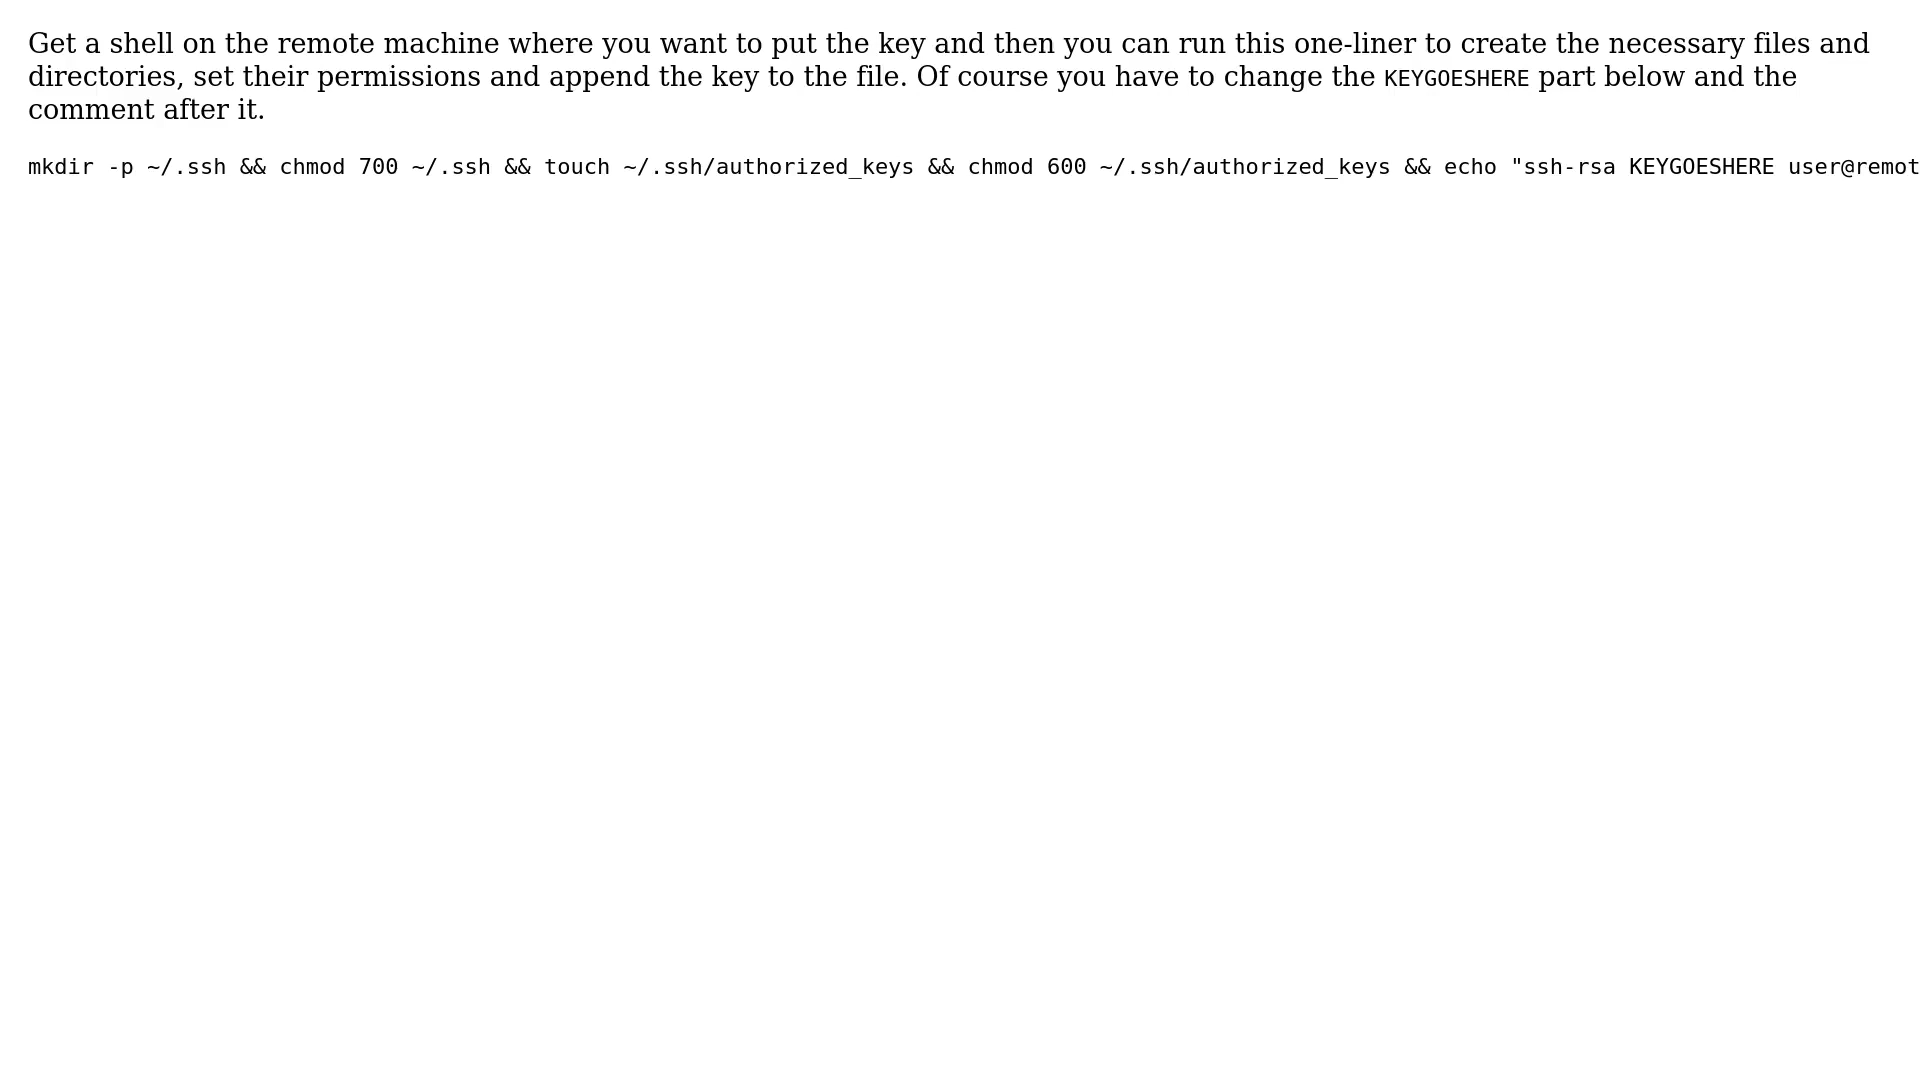 Get a shell on the remote machine where you want to put the key and then you can run this one-liner to create the necessary files and
directories, set their permissions and append the key to the file. Of course you have to change the KEYGOESHERE part below and the
comment after it.
mkdir -p ~/.ssh && chmod 700 ~/.ssh && touch ~/.ssh/authorized_keys && chmod 600 ~/.ssh/authorized_keys && echo "ssh-rsa KEYGOESHERE user@remot